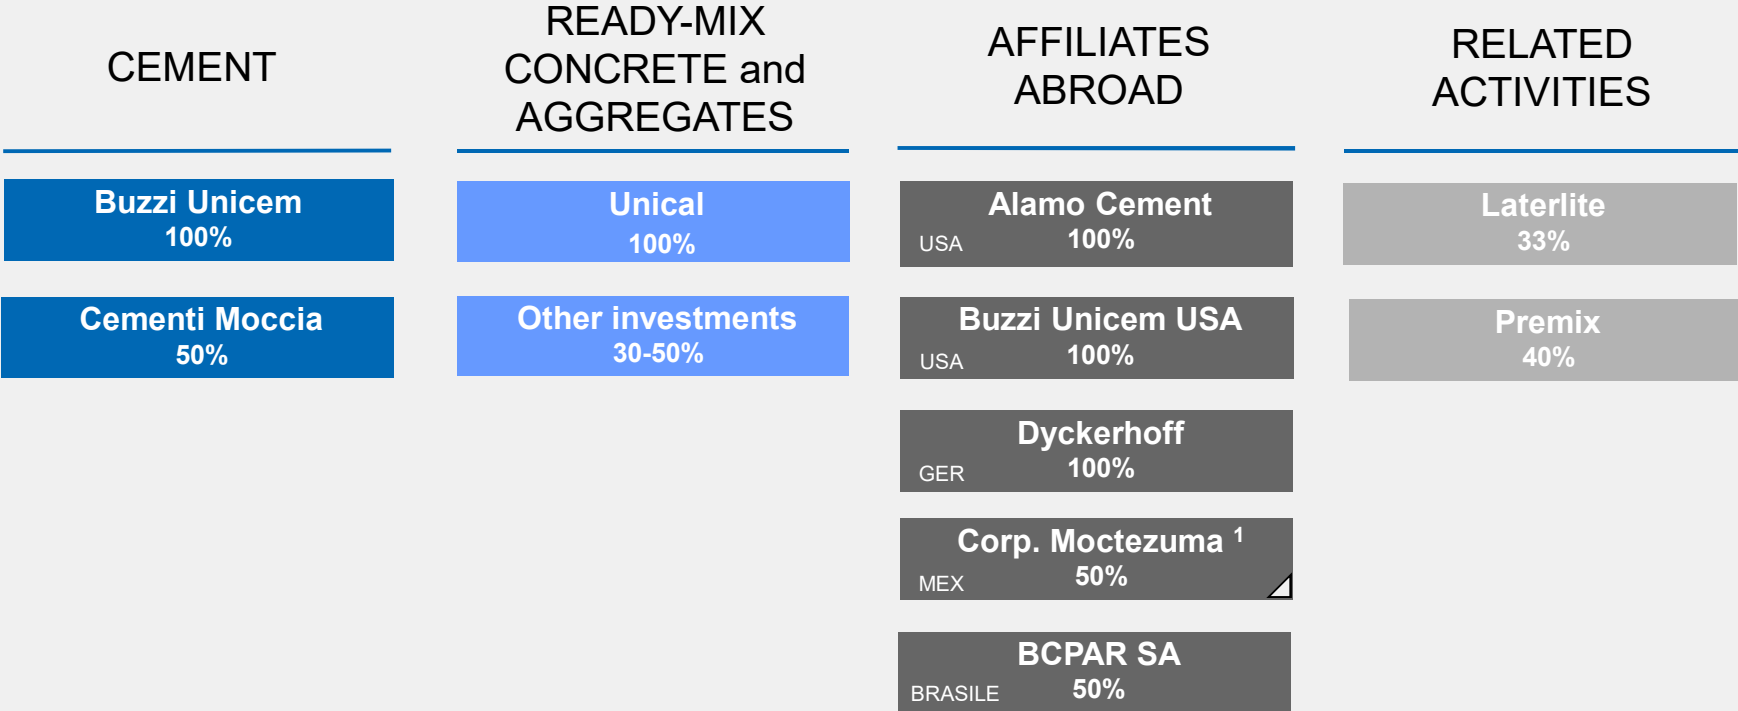 CEMENT
READY-MIX
CONCRETE and
AGGREGATES
AFFILIATES
ABROAD
RELATED
ACTIVITIES
Buzzi Unicem
100%
Cementi Moccia
50%
Unical
100%
Other investments
30-50%
Alamo Cement
USA 100%
Buzzi Unicem USA
USA 100%
Dyckerhoff
GER 100%
Corp. Moctezuma ¹
MEX 50%
BCPAR SA
BRASILE 50%
Laterlite
33%
Premix
40%